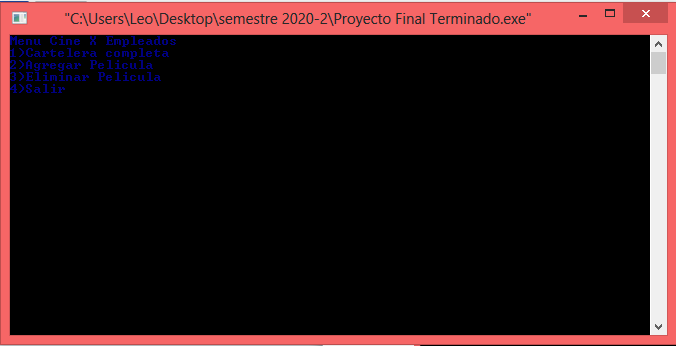 "C:\Users\Leo\Desktop\semestre 2020-2\Proyecto Final Terminado.exe"
Menu Cine X Empleados
1)Cartelera completa
2)Agregar Pelicula
3)Eliminar Pelicula
4)Salir